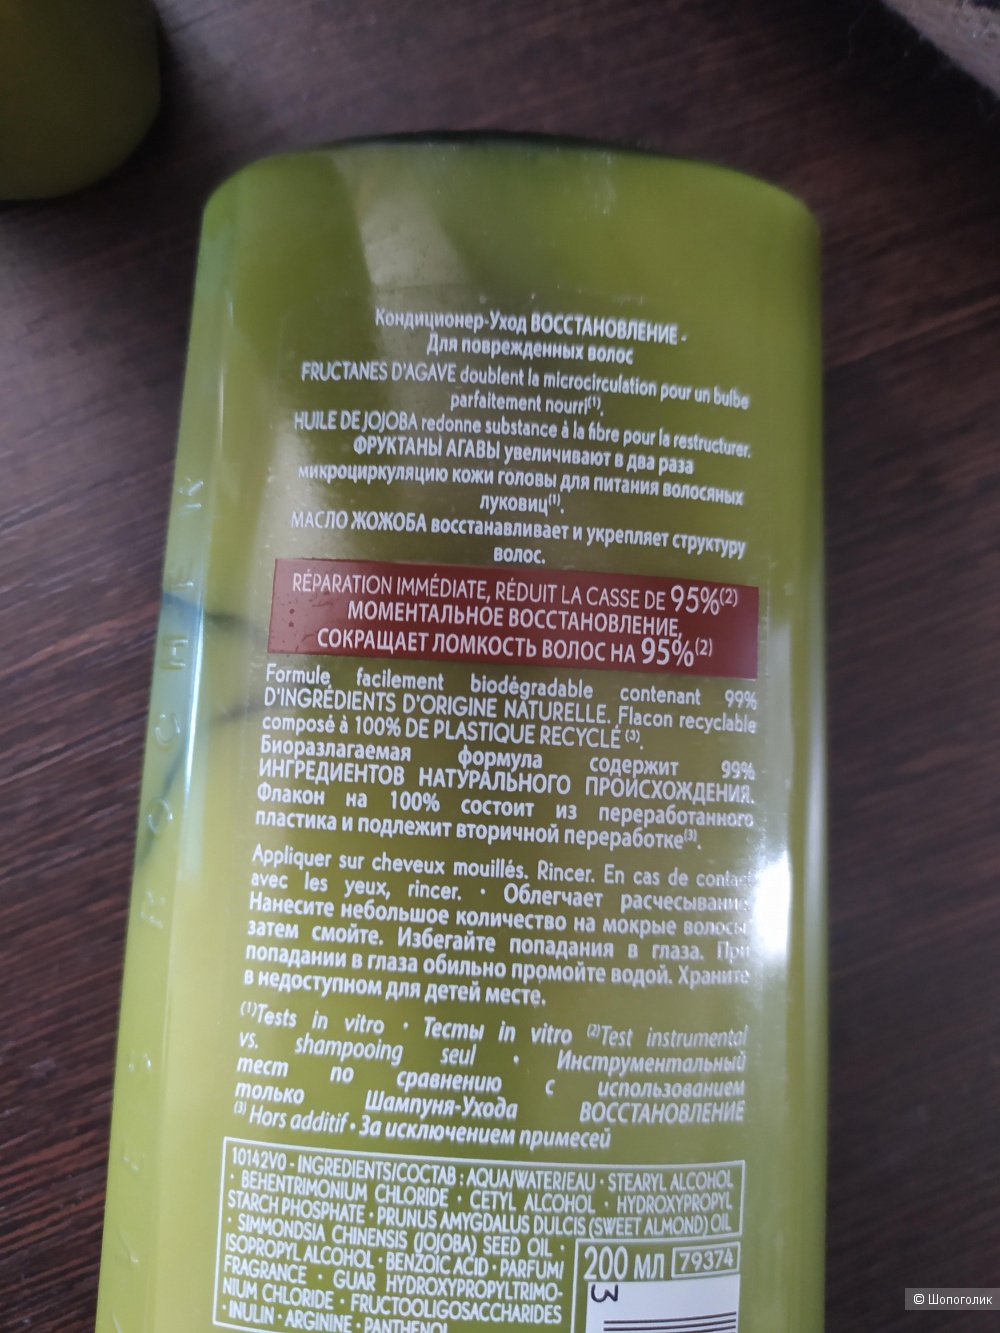 Кондиционер-Уход ВОССТАНОВЛЕНИЕ -
Для поврежденных волос
FRUCTANES D'AGAVE doublent la microcirculation pour un bulbe
parfaitement nourri(1).
HUILE DE JOJOBA redonne substance à la fibre pour la restructurer.
ФРУКТАНЫ АГАВЫ увеличивают в два раза
микроциркуляцию кожи головы для питания волосяных
луковиц(1).
МАСЛО ЖОЖОБА восстанавливает и укрепляет структуру
волос.
RÉPARATION IMMÉDIATE, RÉDUIT LA CASSE DE 95%(2)
МОМЕНТАЛЬНОЕ ВОССТАНОВЛЕНИЕ,
СОКРАЩАЕТ ЛОМКОСТЬ ВОЛОС НА 95%(2)
Formule facilement biodégradable contenant 99%
D'INGRÉDIENTS D'ORIGINE NATURELLE. Flacon recyclable
composé à 100% DE PLASTIQUE RECYCLÉ (3).
Биоразлагаемая формула содержит 99%
ИНГРЕДИЕНТОВ НАТУРАЛЬНОГО ПРОИСХОЖДЕНИЯ.
Флакон на 100% состоит из переработанного
пластика и подлежит вторичной переработке(3).
Appliquer sur cheveux mouillés. Rincer. En cas de contact
avec les yeux, rincer. • Облегчает расчесывание.
Нанесите небольшое количество на мокрые волосы,
затем смойте. Избегайте попадания в глаза. При
попадании в глаза обильно промойте водой. Храните
в недоступном для детей месте.
(1)Tests in vitro • Тесты in vitro (2)Test instrumental
vs. shampooing seul • Инструментальный
тест по сравнению с использованием
только Шампуня-Ухода ВОССТАНОВЛЕНИЕ
(3) Hors additif • За исключением примесей
10142V0 - INGREDIENTS/СОСТАВ : AQUA/WATER/EAU • STEARYL ALCOHOL
• BEHENTRIMONIUM CHLORIDE • CETYL ALCOHOL • HYDROXYPROPYL
STARCH PHOSPHATE • PRUNUS AMYGDALUS DULCIS (SWEET ALMOND) OIL
• SIMMONDSIA CHINENSIS (JOJOBA) SEED OIL •
ISOPROPYL ALCOHOL • BENZOIC ACID • PARFUM/
FRAGRANCE • GUAR HYDROXYPROPYLTRIMO-
NIUM CHLORIDE • FRUCTOOLIGOSACCHARIDES
• INULIN • ARGININE • PANTHENOL
200 МЛ 79374
3
ROCHER
© Шопоголик